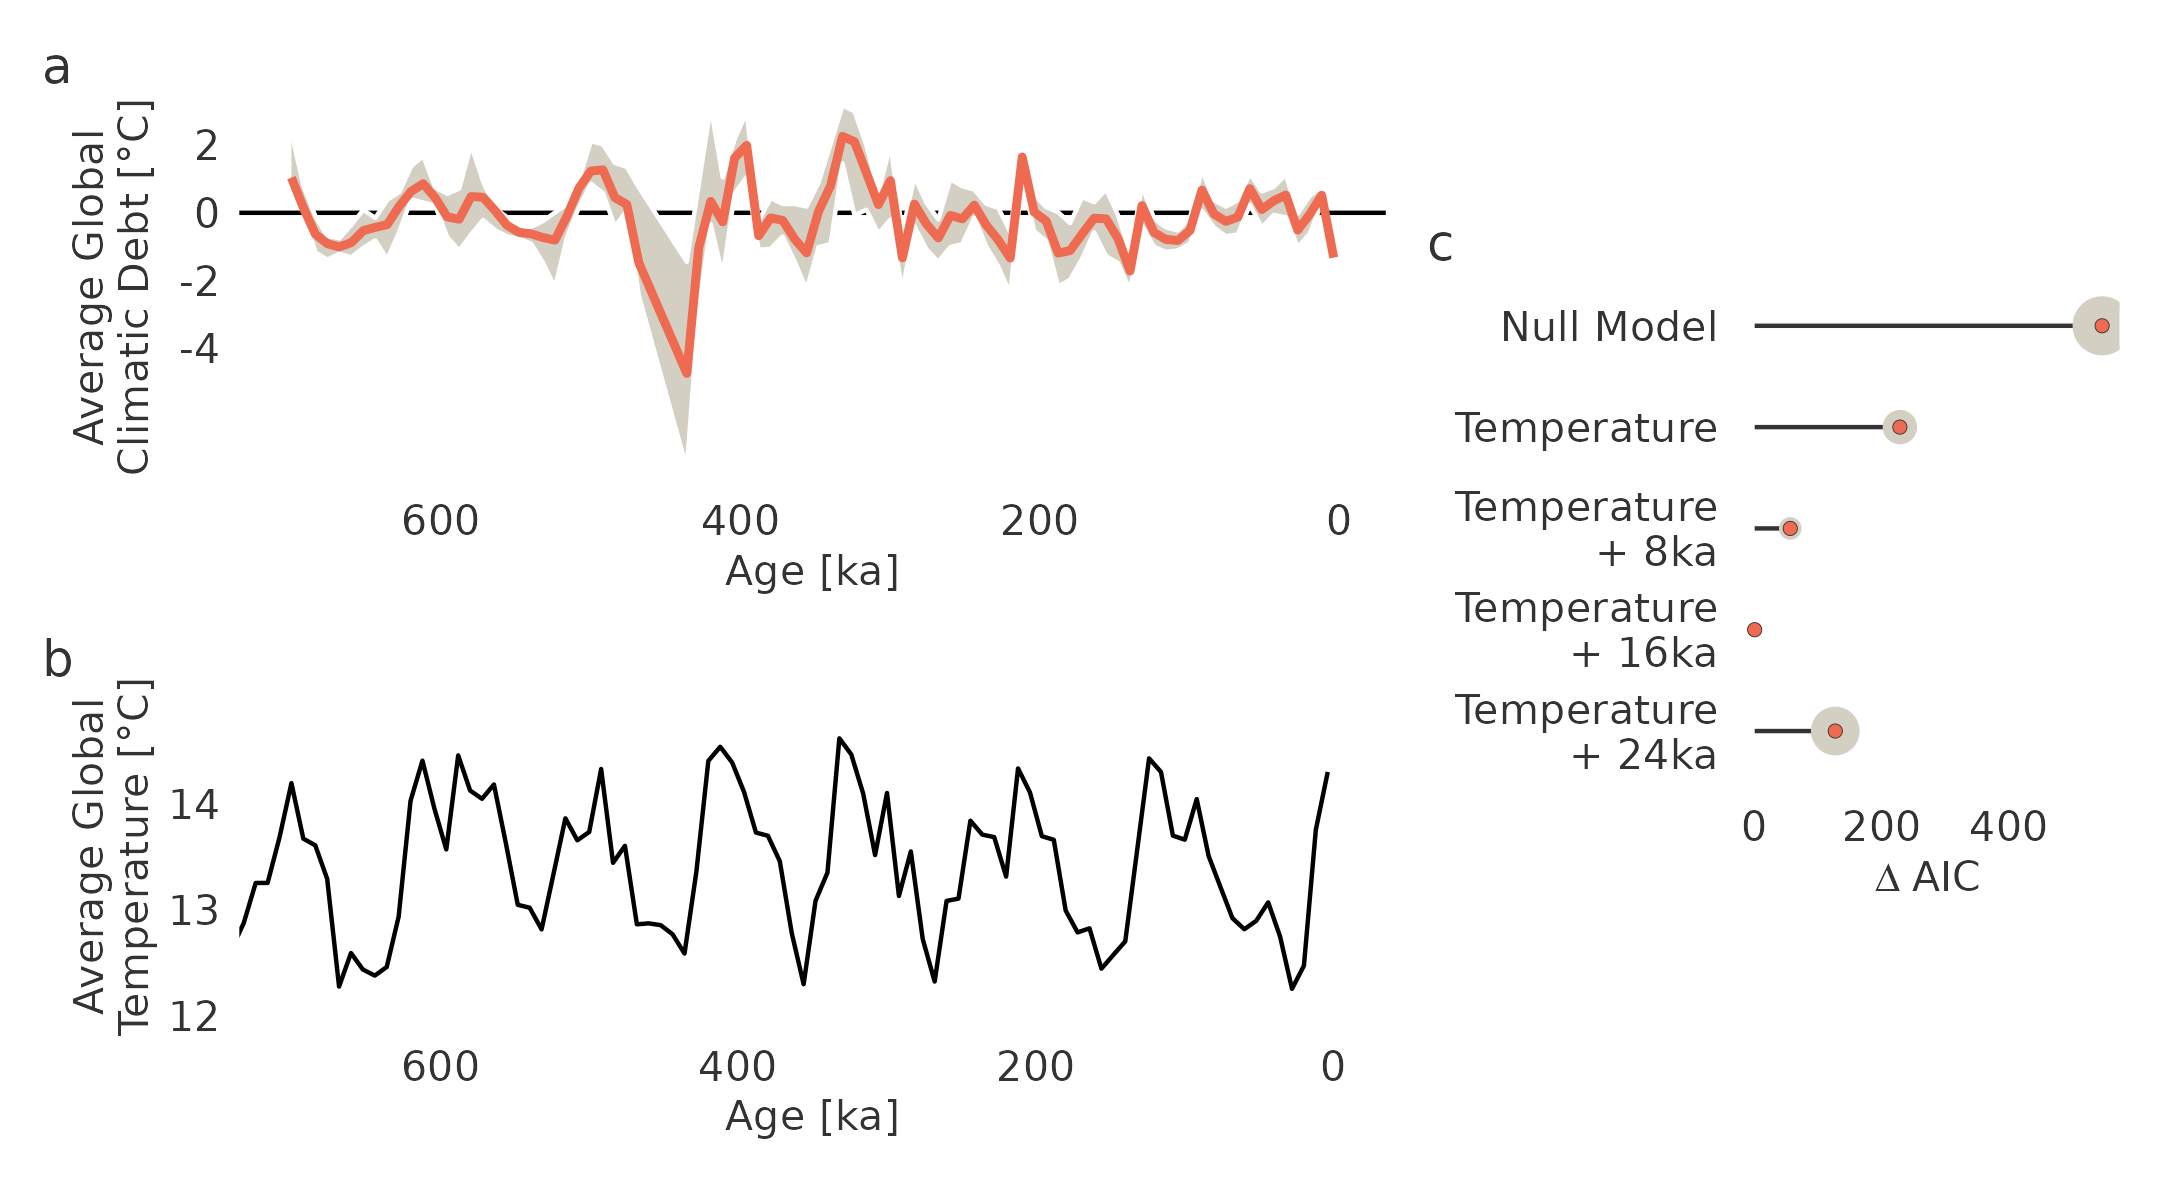 a
Average Global
Climatic Debt [°C]
2
0
-2
-4
600 400 200 0
Age [ka]
b
Average Global
Temperature [°C]
14
13
12
600 400 200 0
Age [ka]
c
Null Model
Temperature
Temperature
+ 8ka
Temperature
+ 16ka
Temperature
+ 24ka
0 200 400
Δ AIC